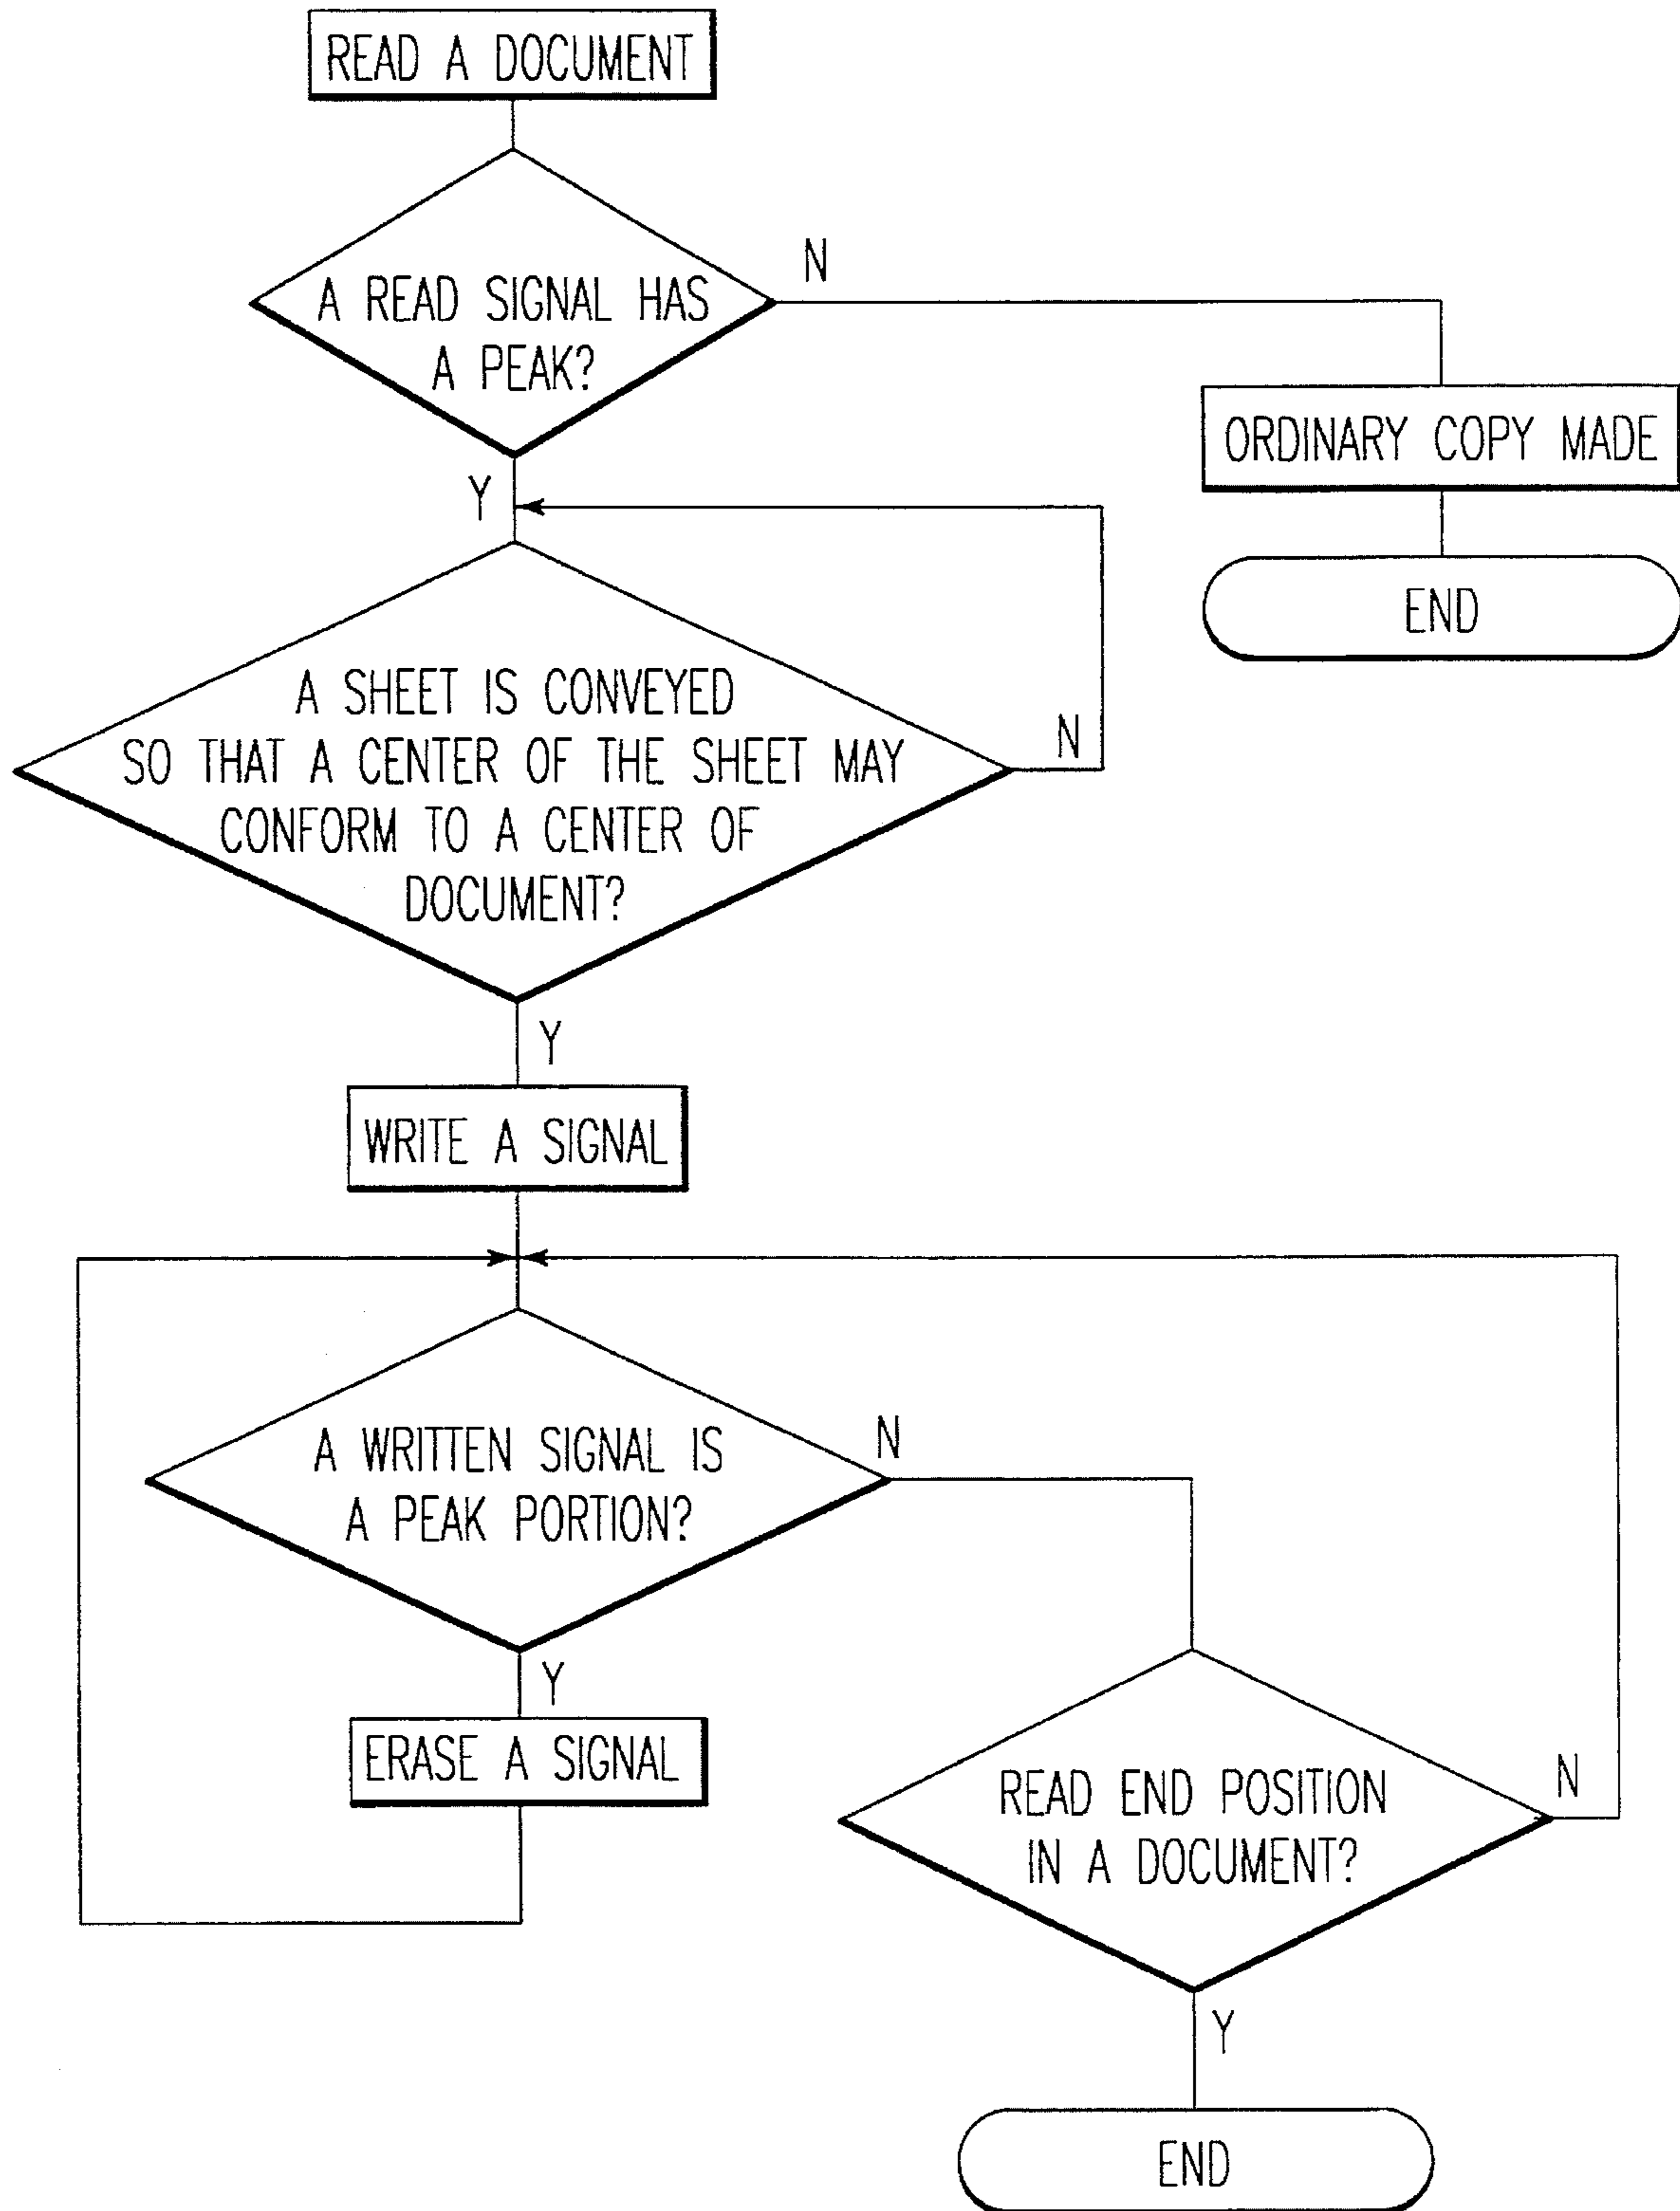 READ A DOCUMENT
N
A READ SIGNAL HAS
A PEAK?
ORDINARY COPY MADE
Y
END
A SHEET IS CONVEYED
N
SO THAT A CENTER OF THE SHEET MAY
CONFORM TO A CENTER OF
DOCUMENT?
Y
WRITE A SIGNAL
N
A WRITTEN SIGNAL IS
A PEAK PORTION?
Y
ERASE A SIGNAL
N
READ END POSITION
IN A DOCUMENT?
Y
END